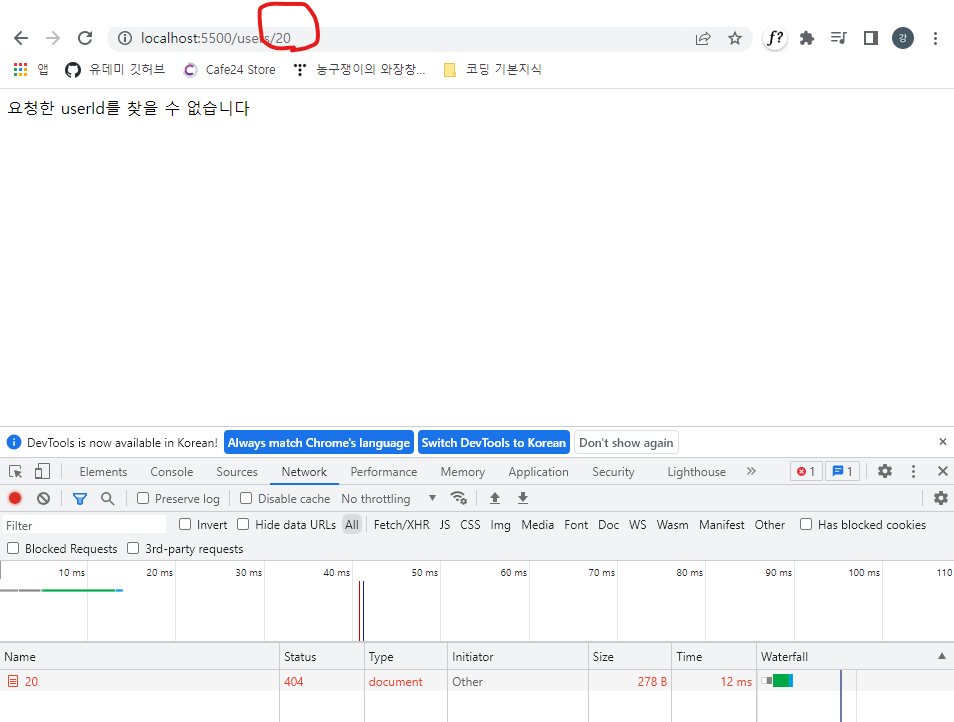 localhost:5500/users/20
f?
강
앱 유데미 깃허브 Cafe24 Store 농구쟁이의 와장창... 코딩 기본지식
요청한 userId를 찾을 수 없습니다
DevTools is now available in Korean! Always match Chrome's language Switch DevTools to Korean Don't show again
Elements Console Sources Network Performance Memory Application Security Lighthouse » 1 1
Preserve log Disable cache No throttling
Filter Invert Hide data URLs All Fetch/XHR JS CSS Img Media Font Doc WS Wasm Manifest Other Has blocked cookies
Blocked Requests 3rd-party requests
10 ms 20 ms 30 ms 40 ms 50 ms 60 ms 70 ms 80 ms 90 ms 100 ms 110
Name Status Type Initiator Size Time Waterfall
20 404 document Other 278 B 12 ms